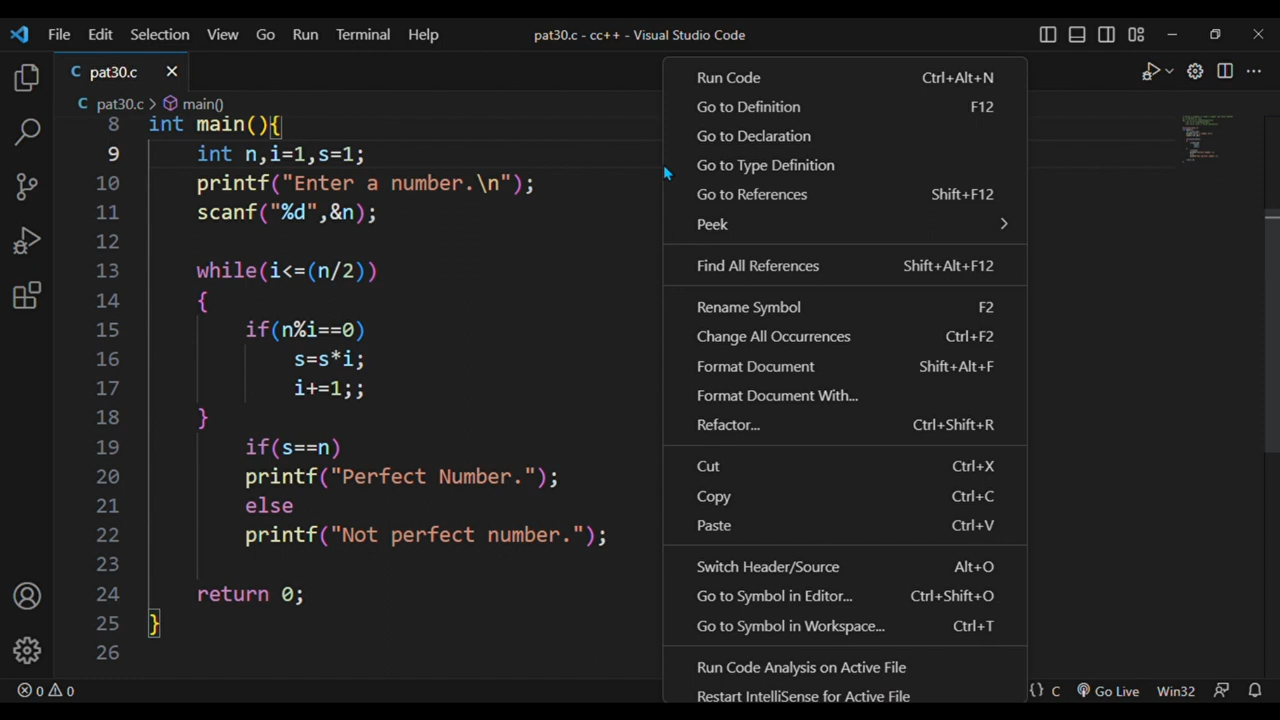 File Edit Selection View Go Run Terminal Help pat30.c - cc++ - Visual Studio Code
C pat30.c
C pat30.c > main()
8 int main(){
9 int n,i=1,s=1;
10 printf("Enter a number.\n");
11 scanf("%d",&n);
12
13 while(i<=(n/2))
14 {
15 if(n%i==0)
16 s=s*i;
17 i+=1;;
18 }
19 if(s==n)
20 printf("Perfect Number.");
21 else
22 printf("Not perfect number.");
23
24 return 0;
25 }
26
Run Code Ctrl+Alt+N
Go to Definition F12
Go to Declaration
Go to Type Definition
Go to References Shift+F12
Peek
Find All References Shift+Alt+F12
Rename Symbol F2
Change All Occurrences Ctrl+F2
Format Document Shift+Alt+F
Format Document With...
Refactor... Ctrl+Shift+R
Cut Ctrl+X
Copy Ctrl+C
Paste Ctrl+V
Switch Header/Source Alt+O
Go to Symbol in Editor... Ctrl+Shift+O
Go to Symbol in Workspace... Ctrl+T
Run Code Analysis on Active File
Restart IntelliSense for Active File
0 0 {} C Go Live Win32